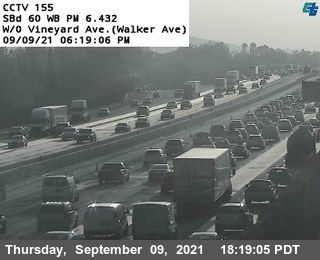 CCTV 155
SBd 60 WB PM 6.432
W/O Vineyard Ave.(Walker Ave)
09/09/21 06:19:06 PM
Thursday, September 09, 2021 18:19:05 PDT